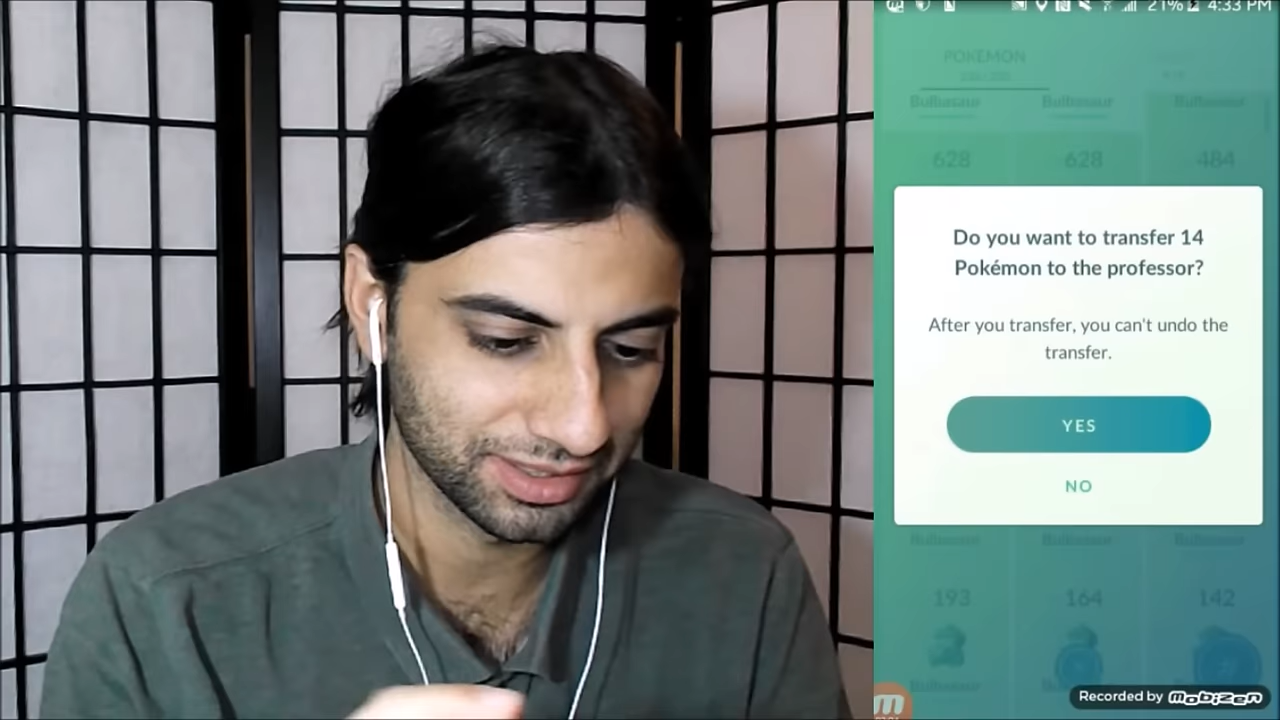 21% 4:33 PM
POKÉMON
Bulbasaur Bulbasaur Bulbasaur
628 628 484
Do you want to transfer 14
Pokémon to the professor?
After you transfer, you can't undo the
transfer.
YES
NO
Bulbasaur Bulbasaur Bulbasaur
193 164 142
Bulbasaur
Recorded by mobizen